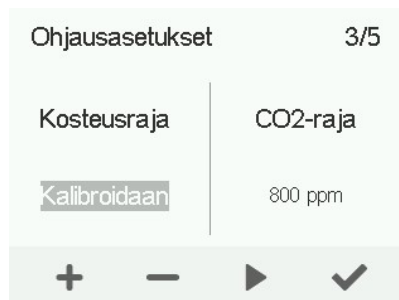 Ohjausasetukset 3/5
Kosteusraja CO2-raja
Kalibroidaan 800 ppm